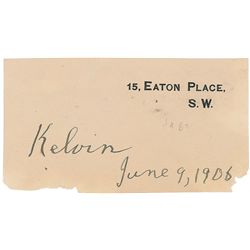 15, EATON PLACE,
S.W.
Kelvin
June 9, 1906